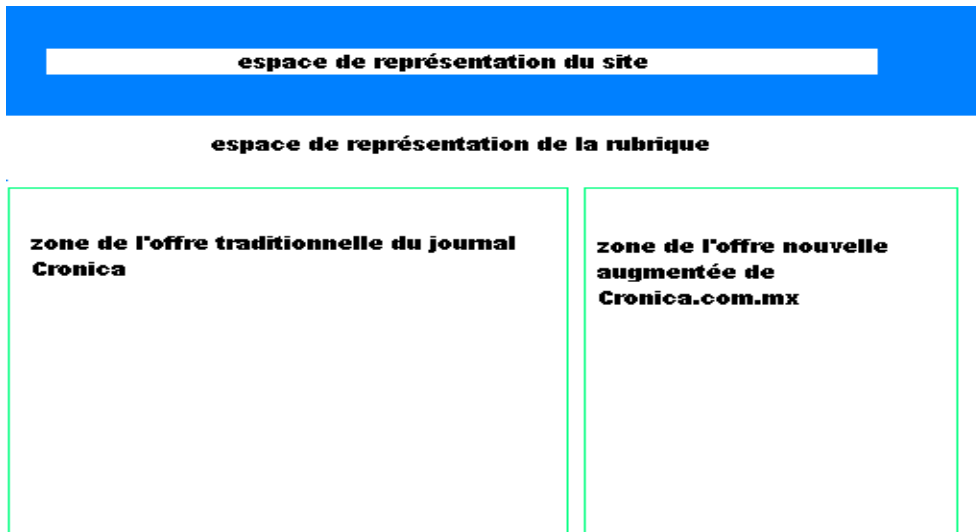 espace de représentation du site
espace de représentation de la rubrique
zone de l'offre traditionnelle du journal
Cronica
zone de l'offre nouvelle
augmentée de
Cronica.com.mx